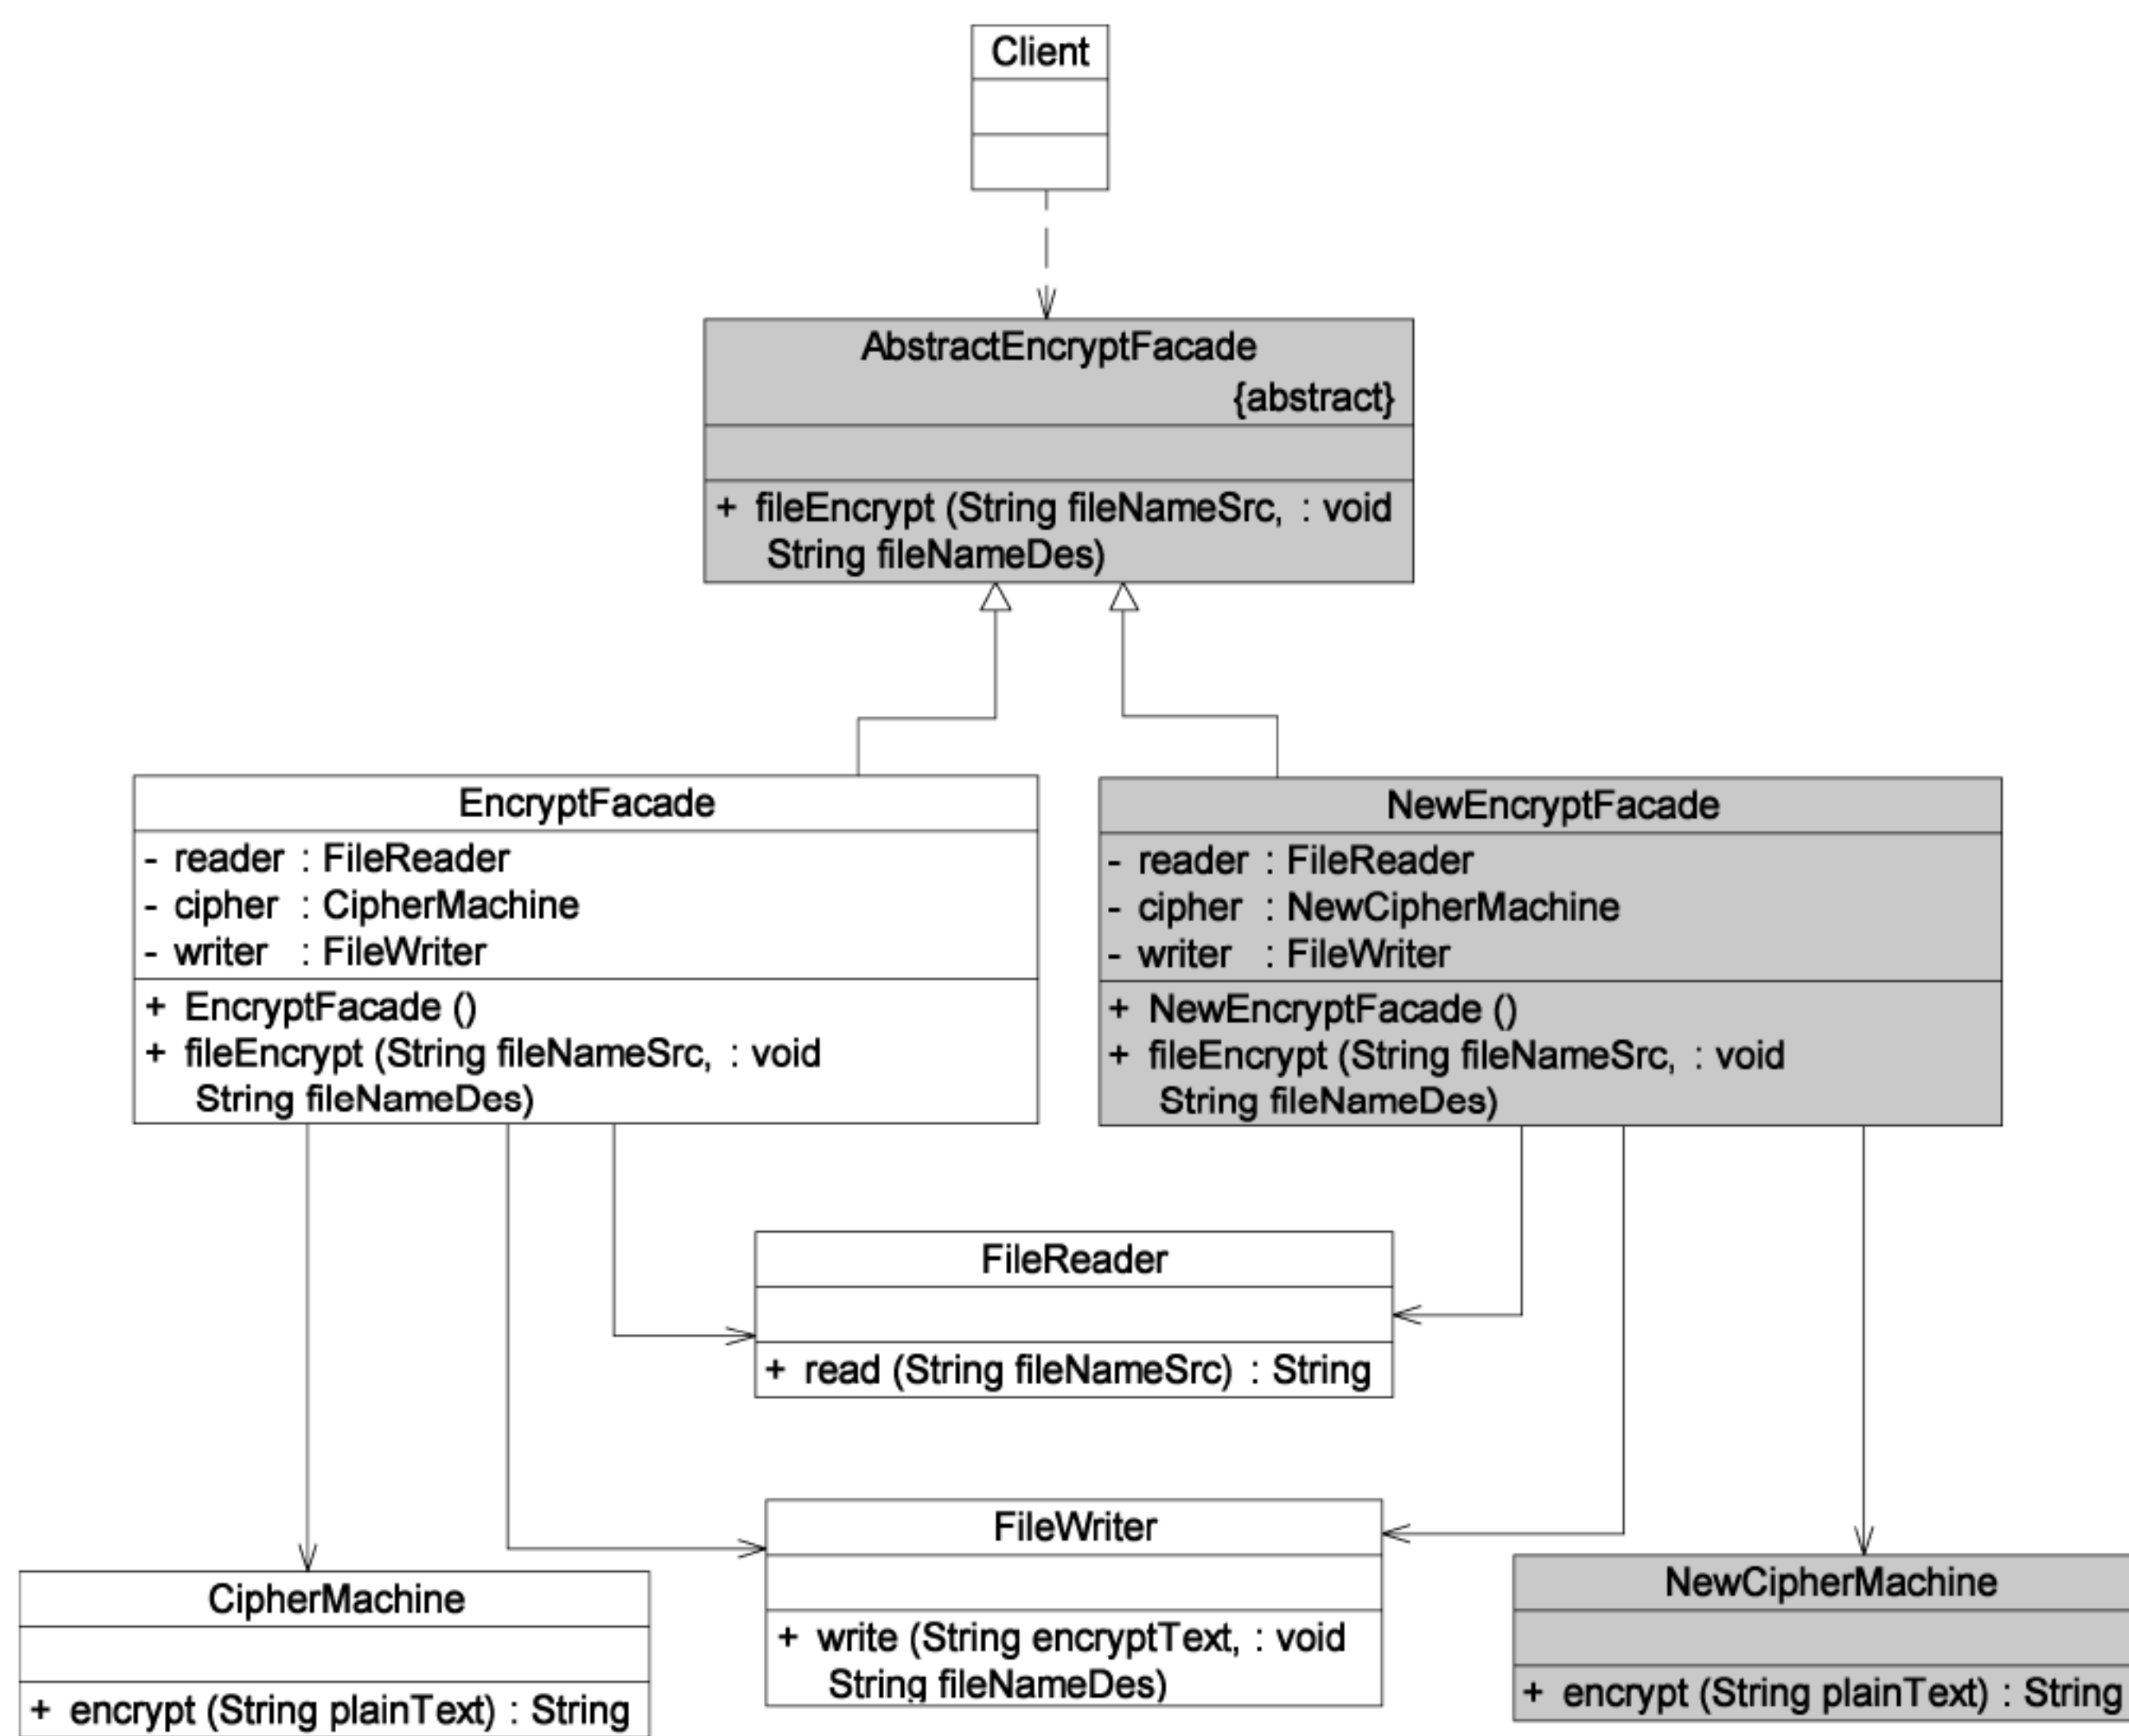 Client
AbstractEncryptFacade
{abstract}
+ fileEncrypt (String fileNameSrc, : void
String fileNameDes)
EncryptFacade
- reader : FileReader
- cipher : CipherMachine
- writer : FileWriter
+ EncryptFacade ()
+ fileEncrypt (String fileNameSrc, : void
String fileNameDes)
NewEncryptFacade
- reader : FileReader
- cipher : NewCipherMachine
- writer : FileWriter
+ NewEncryptFacade ()
+ fileEncrypt (String fileNameSrc, : void
String fileNameDes)
FileReader
+ read (String fileNameSrc) : String
FileWriter
+ write (String encryptText, : void
String fileNameDes)
CipherMachine
+ encrypt (String plainText) : String
NewCipherMachine
+ encrypt (String plainText) : String